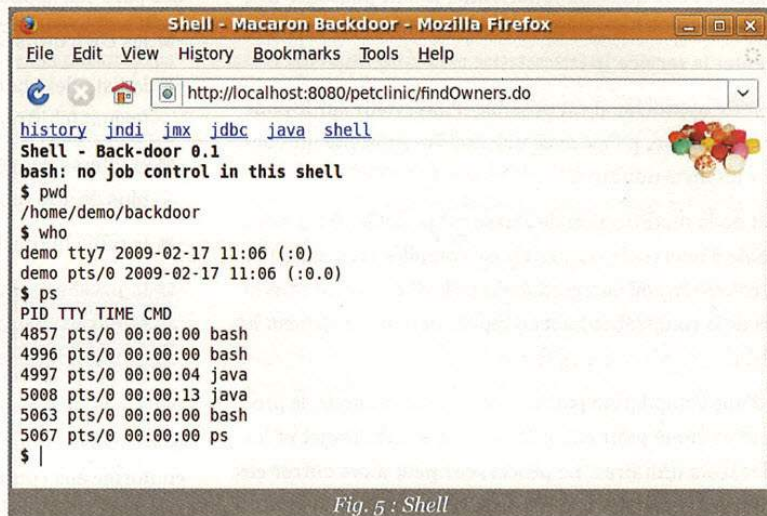 Shell - Macaron Backdoor - Mozilla Firefox
File Edit View History Bookmarks Tools Help
http://localhost:8080/petclinic/findOwners.do
history jndi jmx jdbc java shell
Shell - Back-door 0.1
bash: no job control in this shell
$ pwd
/home/demo/backdoor
$ who
demo tty7 2009-02-17 11:06 (:0)
demo pts/0 2009-02-17 11:06 (:0.0)
$ ps
PID TTY TIME CMD
4857 pts/0 00:00:00 bash
4996 pts/0 00:00:00 bash
4997 pts/0 00:00:04 java
5008 pts/0 00:00:13 java
5063 pts/0 00:00:00 bash
5067 pts/0 00:00:00 ps
$
Fig. 5 : Shell